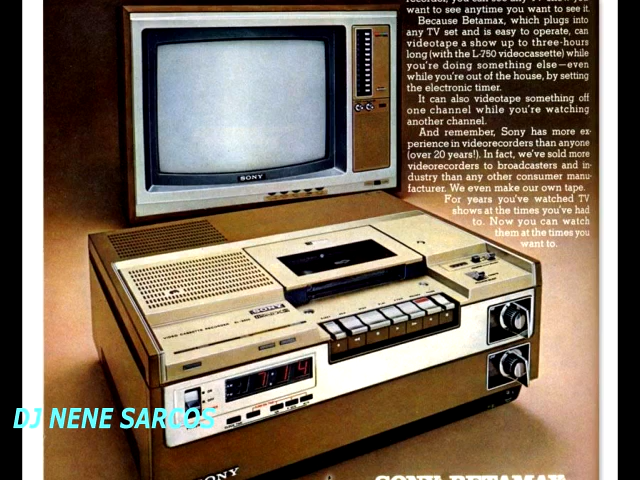 want to see anytime you want to see it.
Because Betamax, which plugs into
any TV set and is easy to operate, can
videotape a show up to three-hours
long (with the L-750 videocassette) while
you're doing something else—even
while you're out of the house, by setting
the electronic timer.
It can also videotape something off
one channel while you're watching
another channel.
And remember, Sony has more ex-
perience in videorecorders than anyone
(over 20 years!). In fact, we've sold more
videorecorders to broadcasters and in-
dustry than any other consumer manu-
facturer. We even make our own tape.
For years you've watched TV
shows at the times you've had
to. Now you can watch
them at the times you
want to.
SONY
SONY
7:14
DJ NENE SARCOS
SONY
SONY BETAMAX